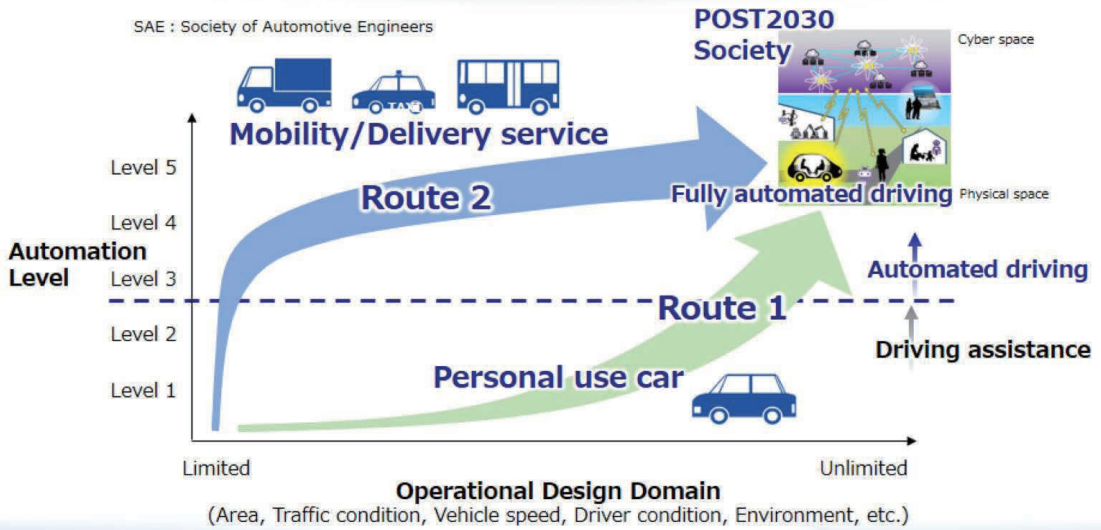 SAE : Society of Automotive Engineers
POST2030
Society
Cyber space
TAXI
Mobility/Delivery service
Level 5
Route 2
Fully automated driving
Physical space
Level 4
Automation
Level
Level 3
Automated driving
Route 1
Level 2
Driving assistance
Personal use car
Level 1
Limited
Unlimited
Operational Design Domain
(Area, Traffic condition, Vehicle speed, Driver condition, Environment, etc.)